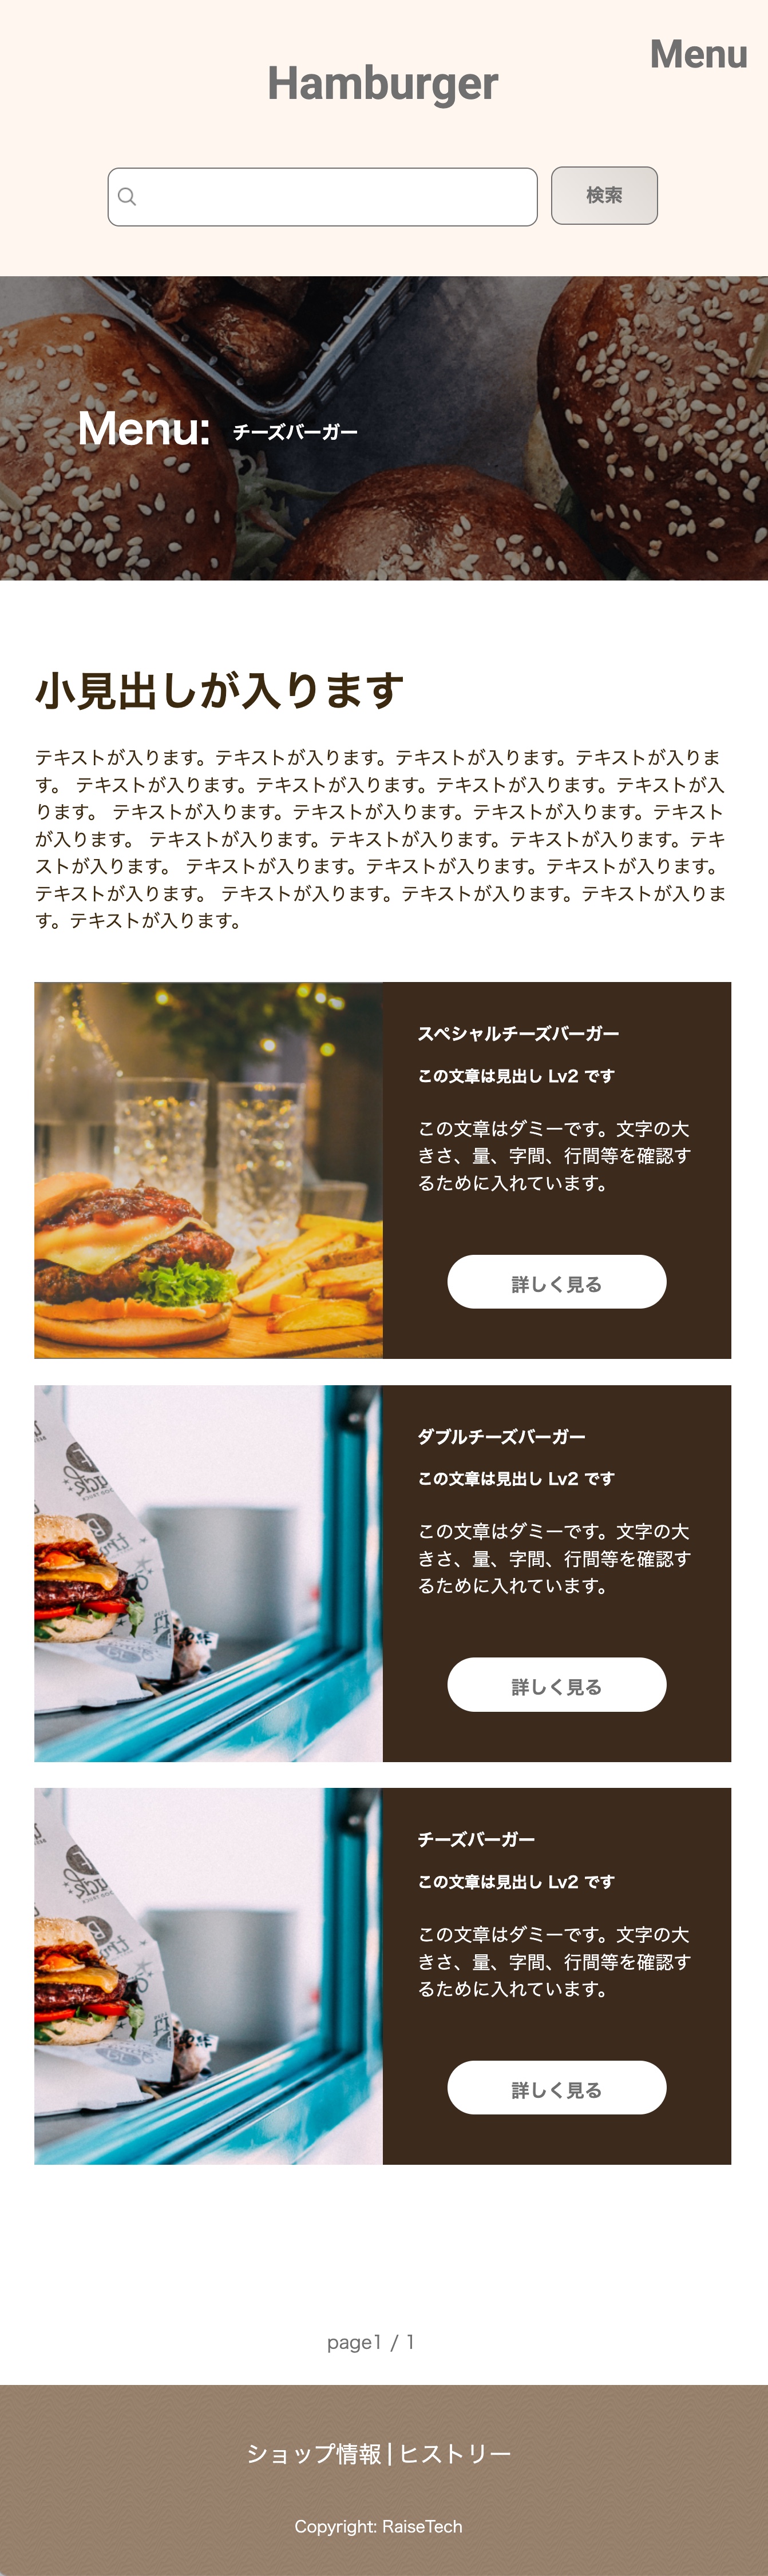 Menu
Hamburger
検索
Menu: チーズバーガー
小見出しが入ります
テキストが入ります。テキストが入ります。テキストが入ります。テキストが入りま
す。 テキストが入ります。テキストが入ります。テキストが入ります。テキストが入
ります。 テキストが入ります。テキストが入ります。テキストが入ります。テキスト
が入ります。 テキストが入ります。テキストが入ります。テキストが入ります。テキ
ストが入ります。 テキストが入ります。テキストが入ります。テキストが入ります。
テキストが入ります。 テキストが入ります。テキストが入ります。テキストが入りま
す。テキストが入ります。
スペシャルチーズバーガー
この文章は見出し Lv2 です
この文章はダミーです。文字の大
きさ、量、字間、行間等を確認す
るために入れています。
詳しく見る
ダブルチーズバーガー
この文章は見出し Lv2 です
この文章はダミーです。文字の大
きさ、量、字間、行間等を確認す
るために入れています。
詳しく見る
チーズバーガー
この文章は見出し Lv2 です
この文章はダミーです。文字の大
きさ、量、字間、行間等を確認す
るために入れています。
詳しく見る
page1 / 1
ショップ情報 | ヒストリー
Copyright: RaiseTech